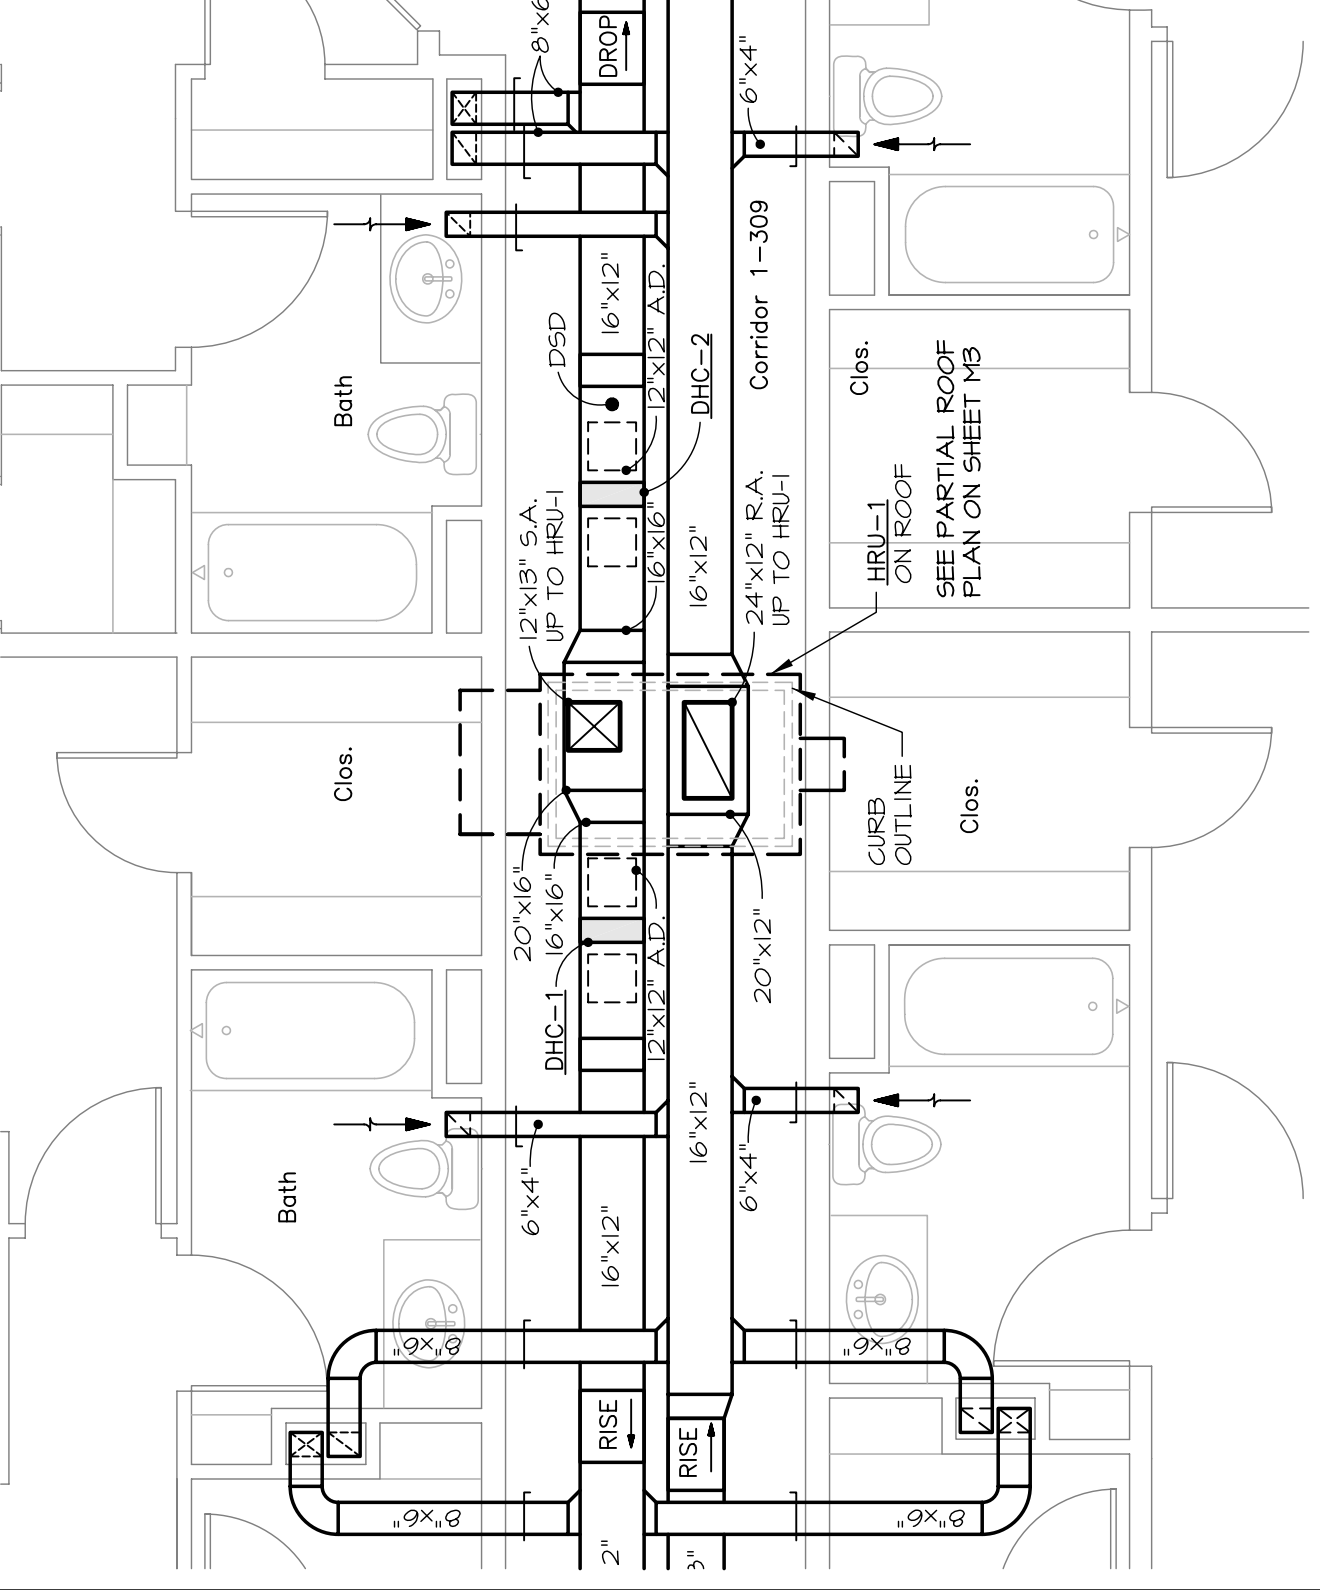 8"x6
DROP
6"x4"
Corridor 1-309
16"x12"
12"x12" A.D.
DSD
DHC-2
Bath
Clos.
SEE PARTIAL ROOF
PLAN ON SHEET M3
HRU-1
ON ROOF
12"x13" S.A.
UP TO HRU-1
16"x16"
16"x12"
24"x12" R.A.
UP TO HRU-1
Clos.
CURB
OUTLINE
Clos.
20"x16"
16"x16"
12"x12" A.D.
20"x12"
DHC-1
16"x12"
6"x4"
6"x4"
Bath
16"x12"
8"x6"
8"x6"
RISE
RISE
8"x6"
8"x6"
2"